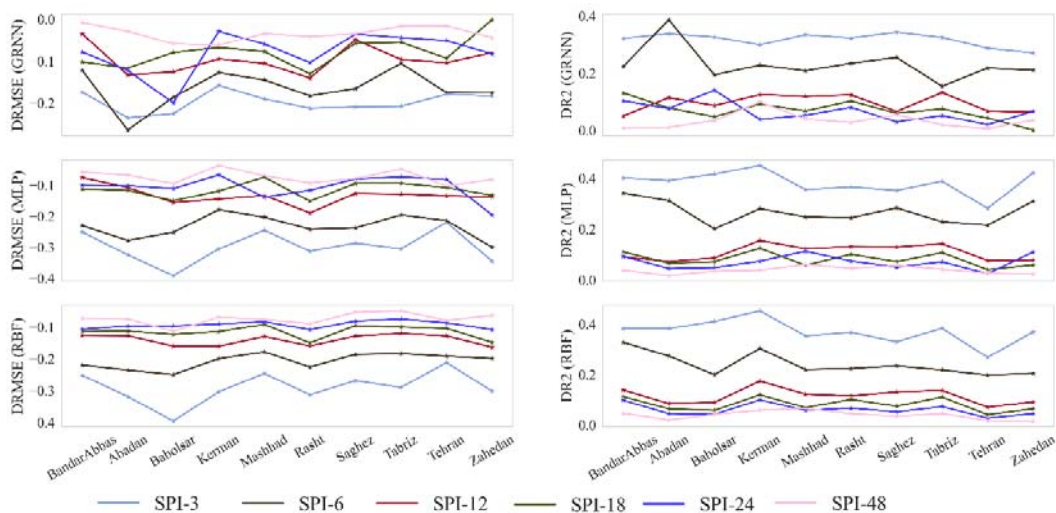 DRMSE (GRNN)
0.0
0.1
−0.2
DR2 (GRNN)
0.4
0.2
0.0
DRMSE (MLP)
−0.1
−0.2
−0.3
−0.4
DR2 (MLP)
0.4
0.2
0.0
DRMSE (RBF)
−0.1
−0.2
−0.3
0.4
DR2 (RBF)
0.4
0.2
0.0
BandarAbbas Abadan Babolsar Kerman Mashhad Rasht Saghez Tabriz Tehran Zahedan
BandarAbbas Abadan Babolsar Kerman Mashhad Rasht Saghez Tabriz Tehran Zahedan
SPI-3 SPI-6 SPI-12 SPI-18 SPI-24 SPI-48